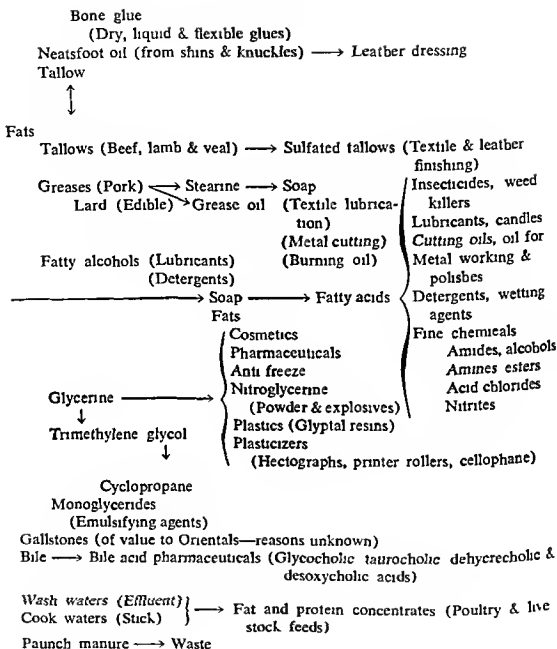 Bone glue
(Dry, liquid & flexible glues)
Neatsfoot oil (from shins & knuckles) ⟶ Leather dressing
Tallow
Fats
Tallows (Beef, lamb & veal) ⟶ Sulfated tallows (Textile & leather finishing)
Greases (Pork) ⟶ Stearine ⟶ Soap
Lard (Edible) Grease oil (Textile lubrication)
(Metal cutting)
(Burning oil)
Fatty alcohols (Lubricants)
(Detergents)
⟶ Soap ⟶ Fatty acids
Insecticides, weed
killers
Lubricants, candles
Cutting oils, oil for
Metal working &
polishes
Detergents, wetting
agents
Fine chemicals
Amides, alcohols
Amines esters
Acid chlorides
Nitrites
Fats
Glycerine ⟶
Cosmetics
Pharmaceuticals
Anti freeze
Nitroglycerine
(Powder & explosives)
Plastics (Glyptal resins)
Plasticizers
(Hectographs, printer rollers, cellophane)
Trimethylene glycol
Cyclopropane
Monoglycerides
(Emulsifying agents)
Gallstones (of value to Orientals—reasons unknown)
Bile ⟶ Bile acid pharmaceuticals (Glycocholic taurocholic dehycrecholic &
desoxycholic acids)
Wash waters (Effluent)
Cook waters (Stick) ⟶ Fat and protein concentrates (Poultry & live
stock feeds)
Paunch manure ⟶ Waste